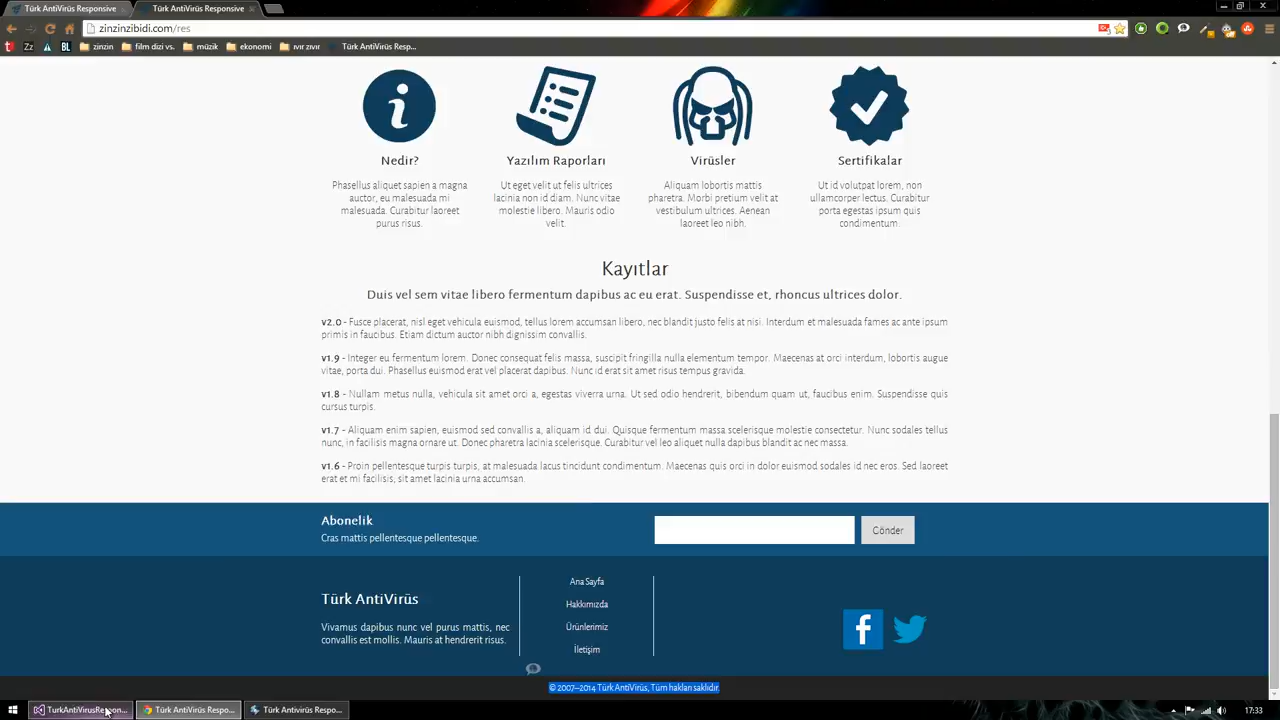 Türk AntiVirüs Responsive
Türk AntiVirüs Responsive
zinzinzibidi.com/res
Zz
BL
zinzin
film dizi vs.
müzik
ekonomi
ıvır zıvır
Türk AntiVirüs Resp...
Nedir?
Yazılım Raporları
Virüsler
Sertifikalar
Phasellus aliquet sapien a magna
auctor, eu malesuada mi
malesuada. Curabitur laoreet
purus risus.
Ut eget velit ut felis ultrices
lacinia non id diam. Nunc vitae
molestie libero. Mauris odio
velit.
Aliquam lobortis mattis
pharetra. Morbi pretium velit at
vestibulum ultrices. Aenean
laoreet leo nibh.
Ut id volutpat lorem, non
ullamcorper lectus. Curabitur
porta egestas ipsum quis
condimentum.
Kayıtlar
Duis vel sem vitae libero fermentum dapibus ac eu erat. Suspendisse et, rhoncus ultrices dolor.
v2.0 - Fusce placerat, nisl eget vehicula euismod, tellus lorem accumsan libero, nec blandit justo felis at nisi. Interdum et malesuada fames ac ante ipsum
primis in faucibus. Etiam dictum auctor nibh dignissim convallis.
v1.9 - Integer eu fermentum lorem. Donec consequat felis massa, suscipit fringilla nulla elementum tempor. Maecenas at orci interdum, lobortis augue
vitae, porta dui. Phasellus euismod erat vel placerat dapibus. Nunc id erat sit amet risus tempus gravida.
v1.8 - Nullam metus nulla, vehicula sit amet orci a, egestas viverra urna. Ut sed odio hendrerit, bibendum quam ut, faucibus enim. Suspendisse quis
cursus turpis.
v1.7 - Aliquam enim sapien, euismod sed convallis a, aliquam id dui. Quisque fermentum massa scelerisque molestie consectetur. Nunc sodales tellus
nunc, in facilisis magna ornare ut. Donec pharetra lacinia scelerisque. Curabitur vel leo aliquet nulla dapibus blandit ac nec massa.
v1.6 - Proin pellentesque turpis turpis, at malesuada lacus tincidunt condimentum. Maecenas quis orci in dolor euismod sodales id nec eros. Sed laoreet
erat et mi facilisis, sit amet lacinia urna accumsan.
Abonelik
Cras mattis pellentesque pellentesque.
Gönder
Türk AntiVirüs
Vivamus dapibus nunc vel purus mattis, nec
convallis est mollis. Mauris at hendrerit risus.
Ana Sayfa
Hakkımızda
Ürünlerimiz
İletişim
© 2007–2014 Türk AntiVirüs, Tüm hakları saklıdır.
TurkAntiVirusRespon...
Türk AntiVirüs Respo...
Türk Antivirüs Respo...
17:33